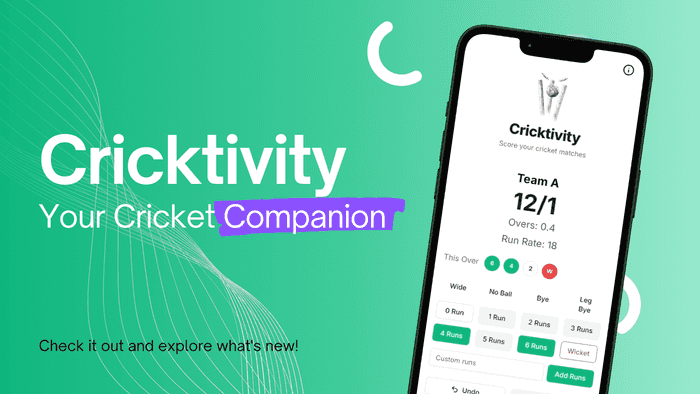 Cricktivity
Your Cricket Companion
Check it out and explore what's new!
Cricktivity
Score your cricket matches
Team A
12/1
Overs: 0.4
Run Rate: 18
This Over 6 4 2 W
Wide No Ball Bye Leg Bye
0 Run 1 Run 2 Runs 3 Runs
4 Runs 5 Runs 6 Runs Wicket
Custom runs Add Runs
Undo